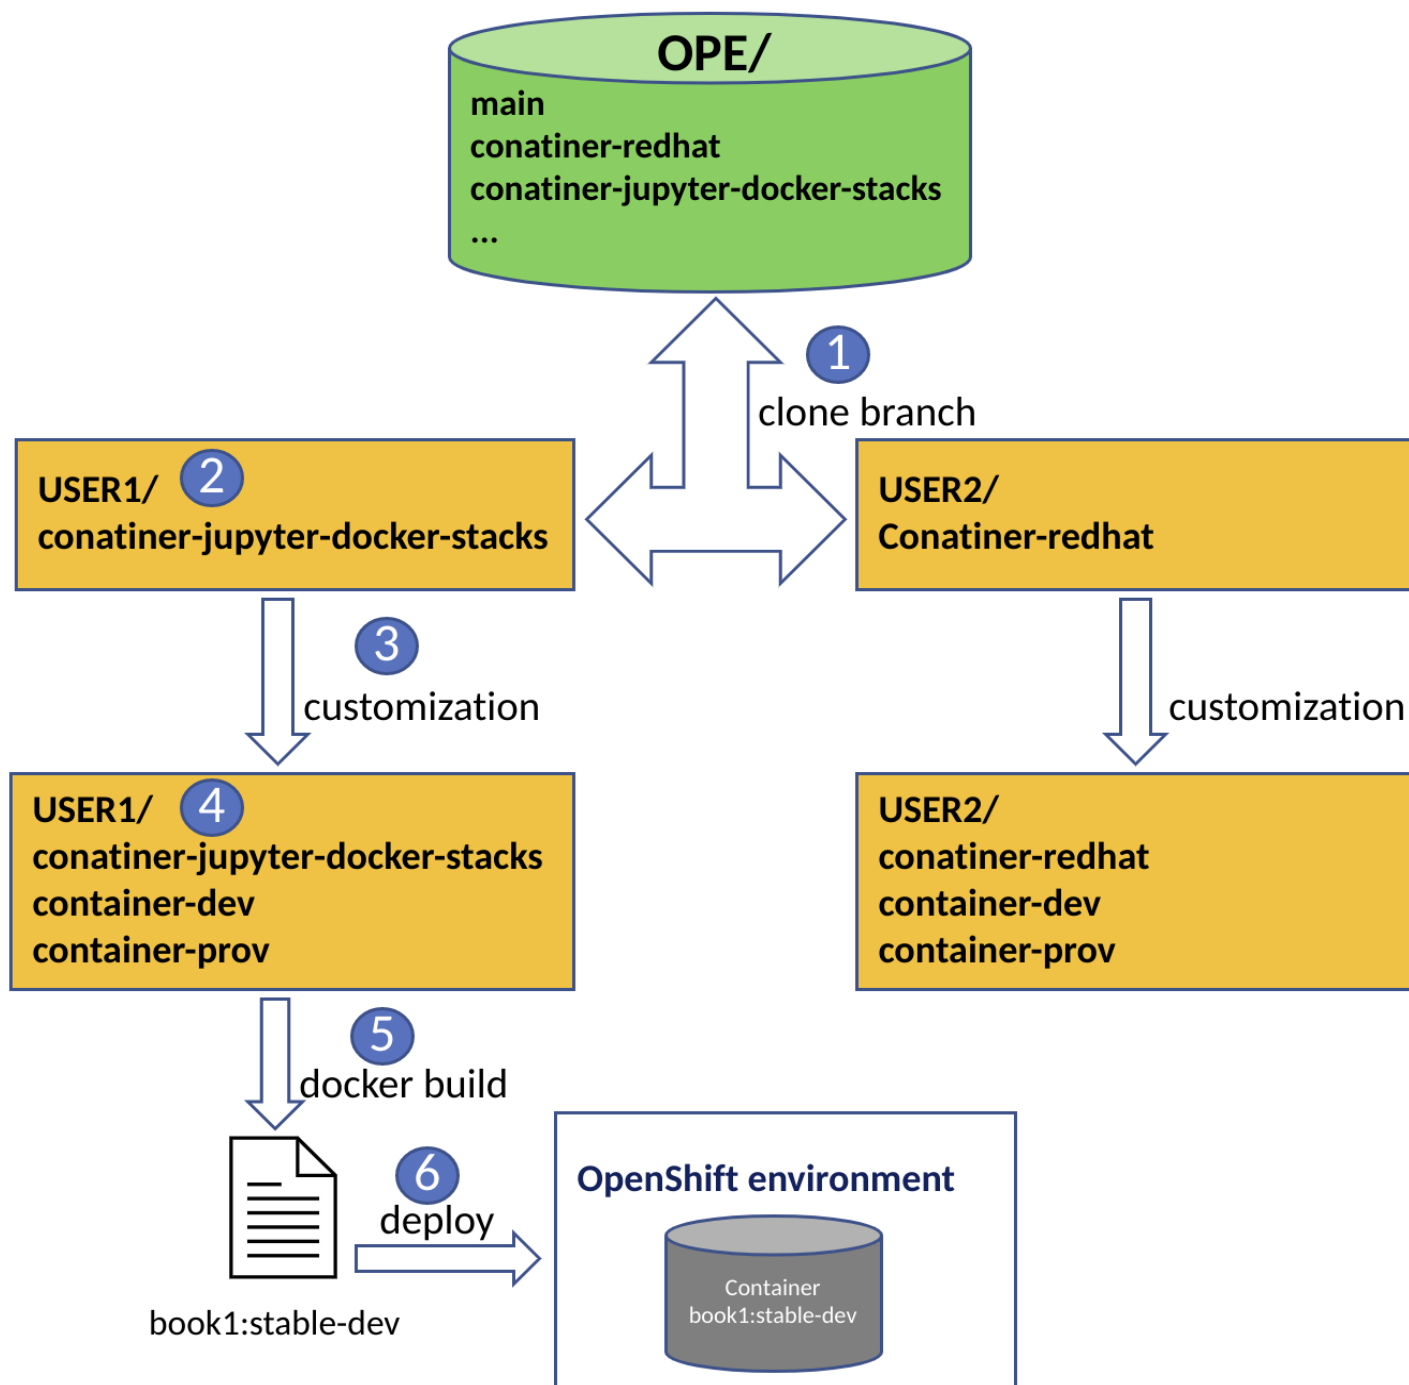 OPE/
main
conatiner-redhat
conatiner-jupyter-docker-stacks
...
1
clone branch
USER1/ 2
conatiner-jupyter-docker-stacks
USER2/
Conatiner-redhat
3
customization
customization
USER1/ 4
conatiner-jupyter-docker-stacks
container-dev
container-prov
USER2/
conatiner-redhat
container-dev
container-prov
5
docker build
6
deploy
book1:stable-dev
OpenShift environment
Container
book1:stable-dev